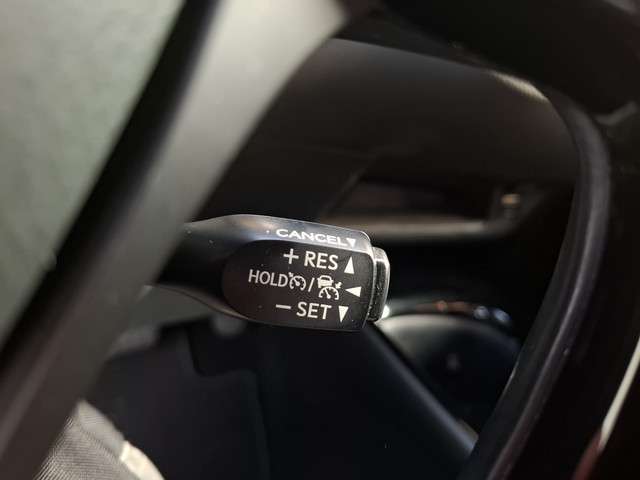 CANCEL▼
+ RES ▲
HOLD / ◄
− SET ▼